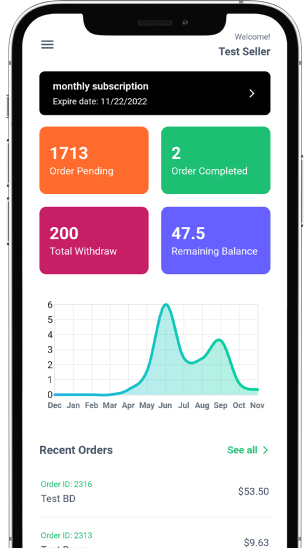 Welcome!
Test Seller
monthly subscription
Expire date: 11/22/2022
1713
Order Pending
2
Order Completed
200
Total Withdraw
47.5
Remaining Balance
6
5
4
3
2
1
0
Dec Jan Feb Mar Apr May Jun Jul Aug Sep Oct Nov
Recent Orders
See all
Order ID: 2316
Test BD
$53.50
Order ID: 2313
$9.63